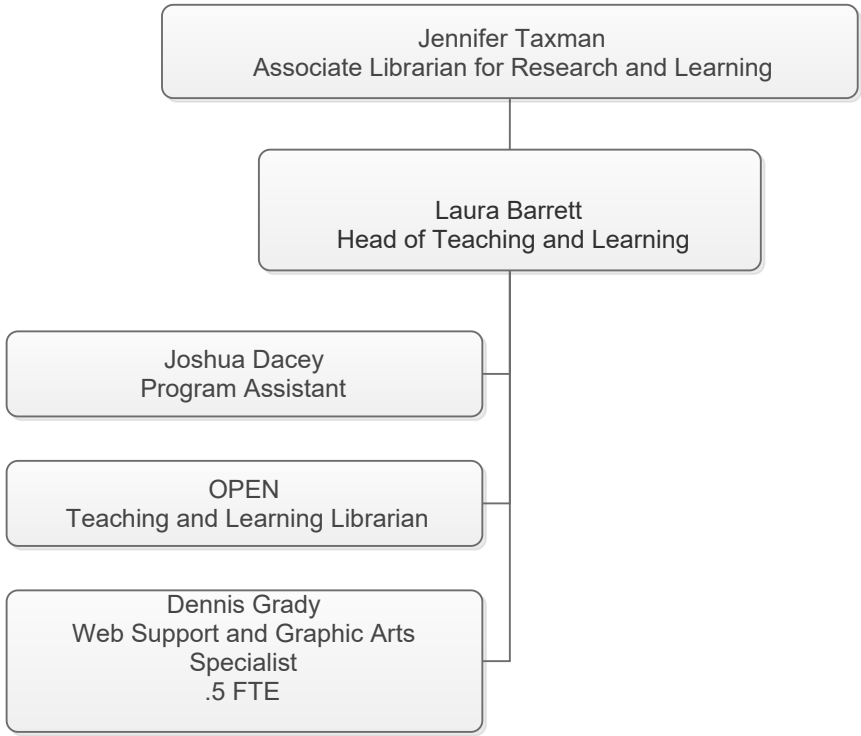 Jennifer Taxman
Associate Librarian for Research and Learning
Laura Barrett
Head of Teaching and Learning
Joshua Dacey
Program Assistant
OPEN
Teaching and Learning Librarian
Dennis Grady
Web Support and Graphic Arts
Specialist
.5 FTE